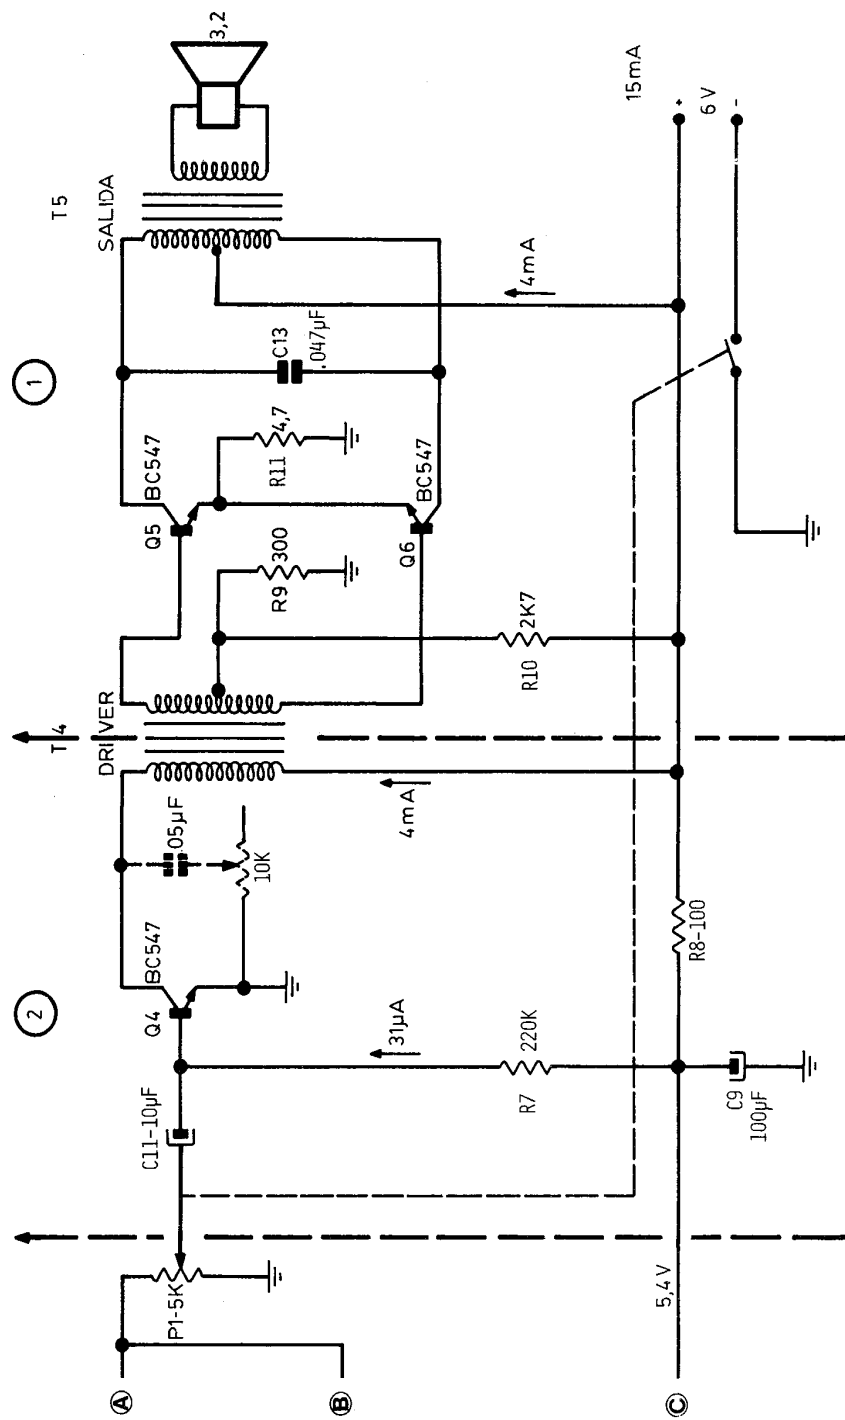 2
1
T4
DRIVER
T5
SALIDA
3,2
.05µF
10K
BC547
Q4
C11-10µF
P1-5K
A
B
C
BC547
Q5
R9 300
R11 4,7
C13
.047µF
BC547
Q6
4mA
4mA
31µA
R7
220K
R10
2K7
5,4 V
C9
100µF
R8-100
15mA
+
6 V
-